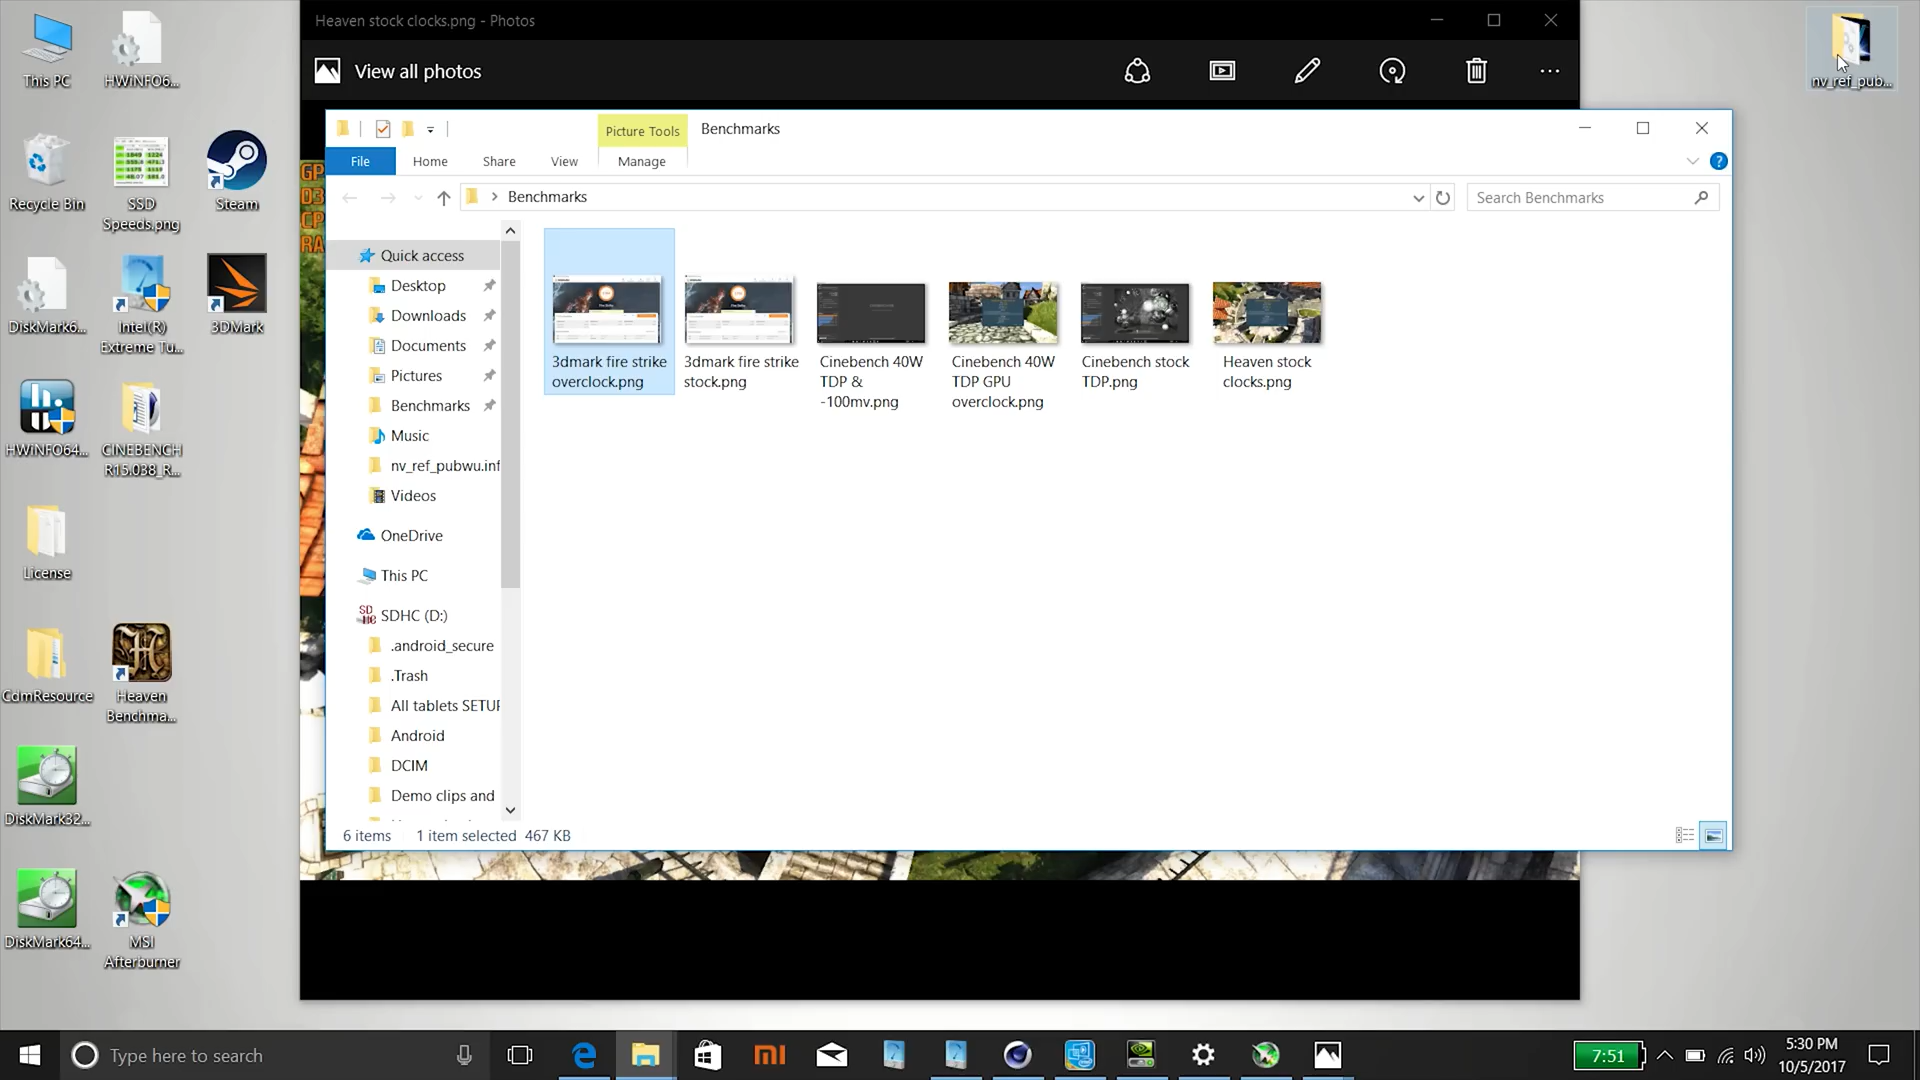 Heaven stock clocks.png - Photos
View all photos
This PC
HWiNFO6...
Recycle Bin
SSD
Speeds.png
Steam
DiskMark6...
Intel(R)
Extreme Tu...
3DMark
HWiNFO64...
CINEBENCH
R15.038_R...
License
CdmResource
Heaven
Benchma...
DiskMark32...
DiskMark64...
MSI
Afterburner
nv_ref_pub...
GP
03
CP
RA
Picture Tools
Benchmarks
File
Home
Share
View
Manage
Benchmarks
Search Benchmarks
Quick access
Desktop
Downloads
Documents
Pictures
Benchmarks
Music
nv_ref_pubwu.inf
Videos
OneDrive
This PC
SDHC (D:)
.android_secure
.Trash
All tablets SETUP
Android
DCIM
Demo clips and
3dmark fire strike
overclock.png
3dmark fire strike
stock.png
Cinebench 40W
TDP &
-100mv.png
Cinebench 40W
TDP GPU
overclock.png
Cinebench stock
TDP.png
Heaven stock
clocks.png
6 items
1 item selected 467 KB
Type here to search
7:51
5:30 PM
10/5/2017